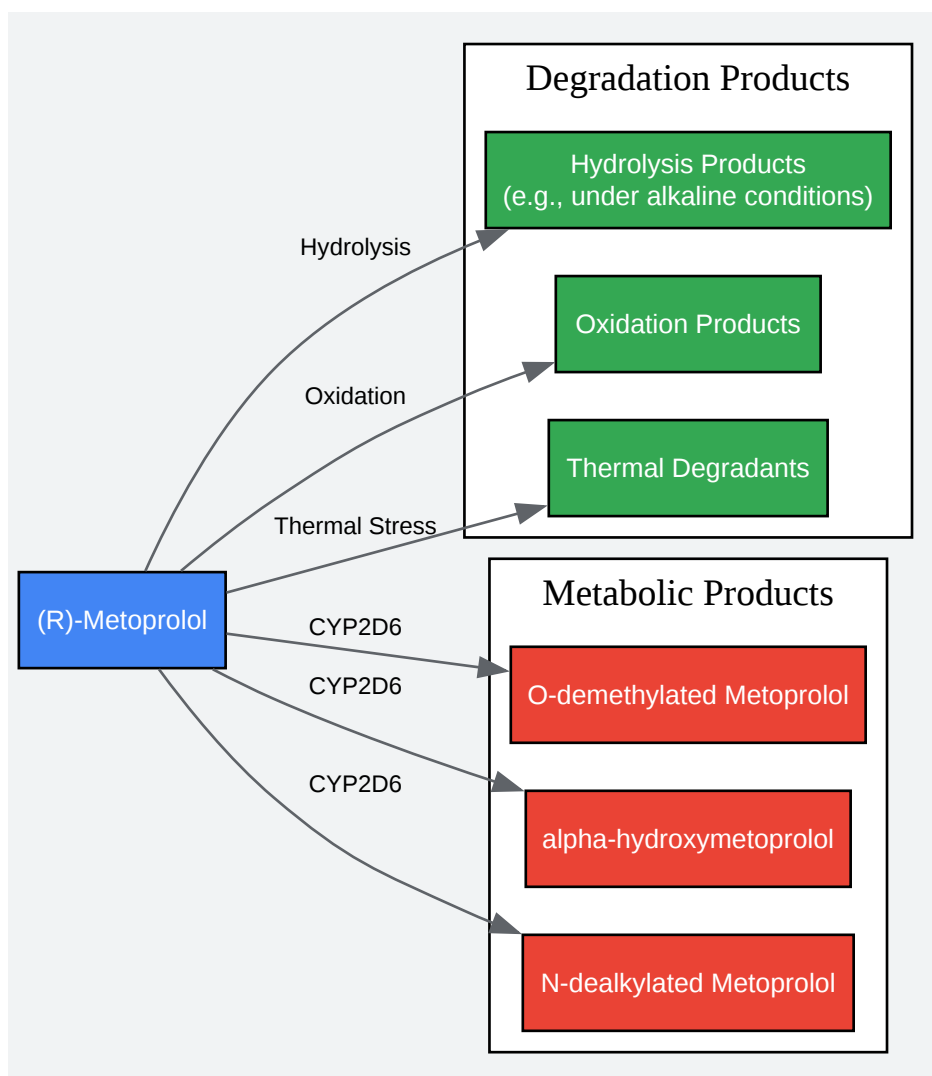 Degradation Products
Hydrolysis Products
(e.g., under alkaline conditions)
Hydrolysis
Oxidation Products
Oxidation
Thermal Degradants
Thermal Stress
(R)-Metoprolol
Metabolic Products
CYP2D6
O-demethylated Metoprolol
CYP2D6
alpha-hydroxymetoprolol
CYP2D6
N-dealkylated Metoprolol